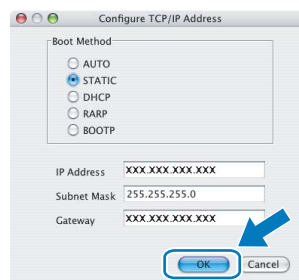 Configure TCP/IP Address
Boot Method
AUTO
STATIC
DHCP
RARP
BOOTP
IP Address XXX.XXX.XXX.XXX
Subnet Mask 255.255.255.0
Gateway XXX.XXX.XXX.XXX
OK Cancel